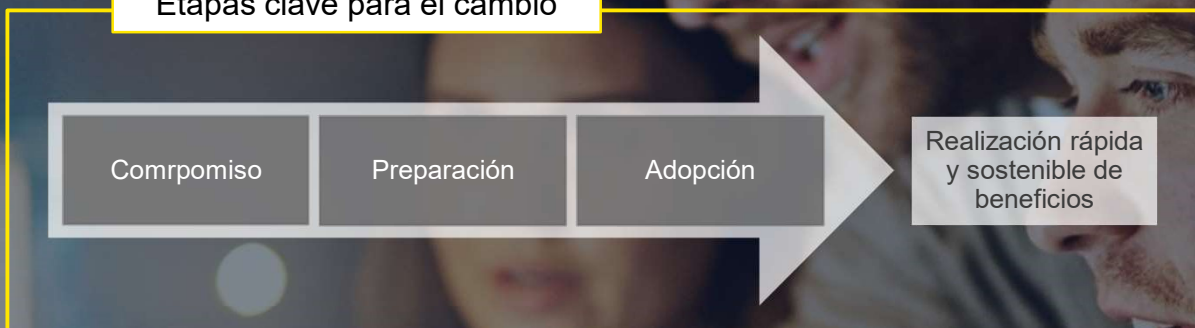 Etapas clave para el cambio
Comrpomiso
Preparación
Adopción
Realización rápida
y sostenible de
beneficios